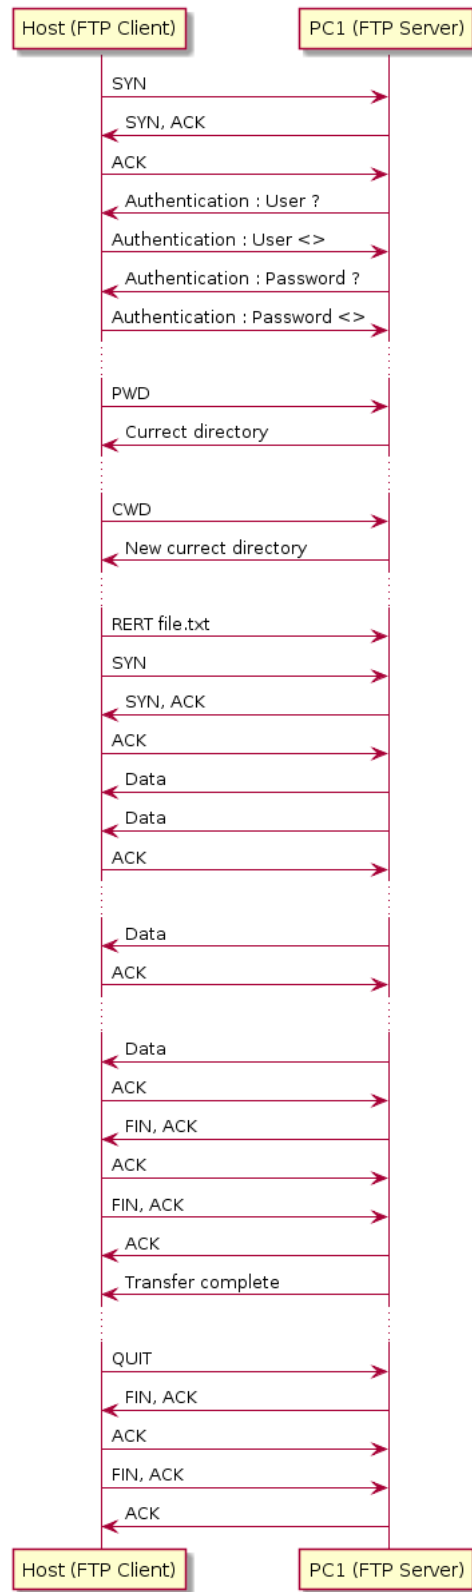 Host (FTP Client) PC1 (FTP Server)
SYN
SYN, ACK
ACK
Authentication : User ?
Authentication : User <>
Authentication : Password ?
Authentication : Password <>
PWD
Currect directory
CWD
New currect directory
RERT file.txt
SYN
SYN, ACK
ACK
Data
Data
ACK
Data
ACK
Data
ACK
FIN, ACK
ACK
FIN, ACK
ACK
Transfer complete
QUIT
FIN, ACK
ACK
FIN, ACK
ACK
Host (FTP Client) PC1 (FTP Server)